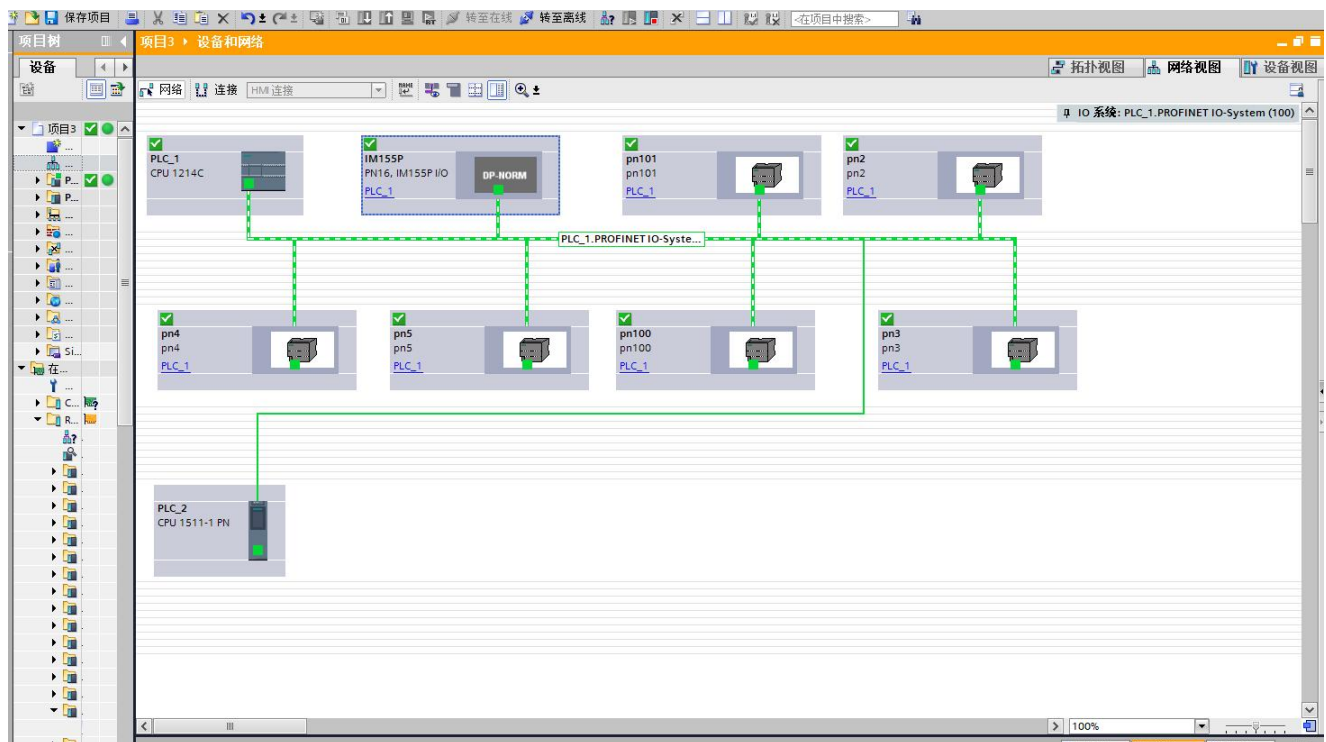 保存项目
转至在线
转至离线
<在项目中搜索>
项目树
项目3
设备和网络
设备
拓扑视图
网络视图
设备视图
网络
连接
HMI 连接
IO 系统: PLC_1.PROFINET IO-System (100)
项目3
...
...
P...
P...
...
...
...
...
...
...
...
...
Si...
在...
...
C...
R...
PLC_1
CPU 1214C
IM155P
PN16, IM155P I/O
PLC_1
DP-NORM
pn101
pn101
PLC_1
pn2
pn2
PLC_1
PLC_1.PROFINET IO-Syste...
pn4
pn4
PLC_1
pn5
pn5
PLC_1
pn100
pn100
PLC_1
pn3
pn3
PLC_1
PLC_2
CPU 1511-1 PN
100%